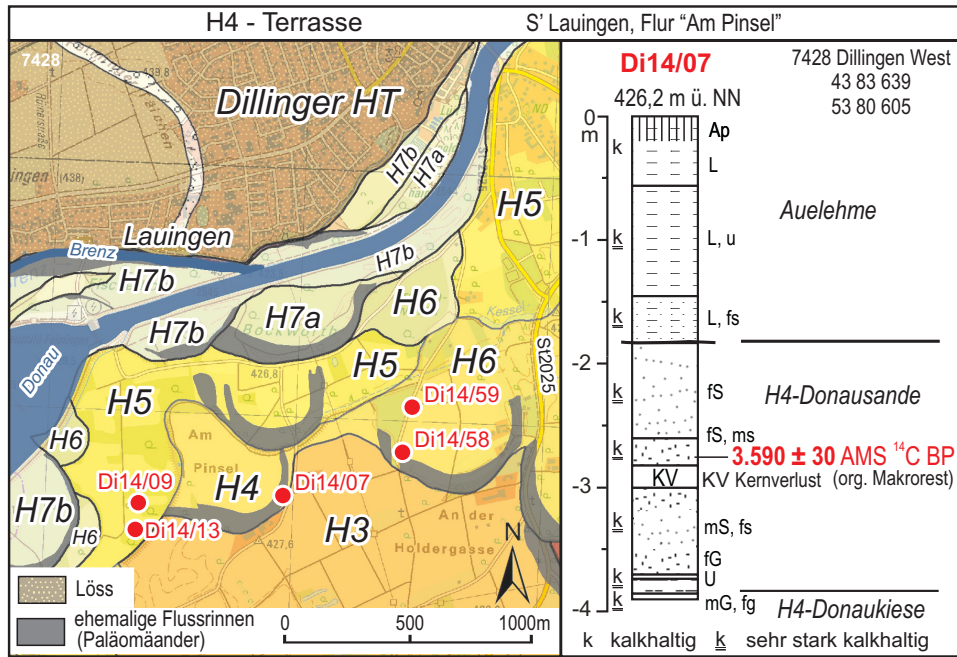 H4 - Terrasse
S' Lauingen, Flur “Am Pinsel”
7428
439,8
Dillinger HT
H7b
H7a
H5
(438)
Lauingen
Brenz
H7b
H7b
H6
H7b
H7a
Kessel
Donau
H5
426,8
H5
H6
St2025
Di14/59
H6
Am
Pinsel
Di14/58
Di14/09
H4
Di14/07
H7b
H6
Di14/13
H3
427,6
An der
Holdergasse
N
Löss
ehemalige Flussrinnen
(Paläomäander)
0 500 1000m
Di14/07
7428 Dillingen West
43 83 639
53 80 605
426,2 m ü. NN
0
m
Ap
k
L
Auelehme
-1
k
L, u
k
L, fs
-2
k
fS
H4-Donausande
fS, ms
k
3.590 ± 30 AMS ¹⁴C BP
KV
KV Kernverlust (org. Makrorest)
-3
k
mS, fs
fG
k
U
-4
k
mG, fg
H4-Donaukiese
k kalkhaltig k sehr stark kalkhaltig